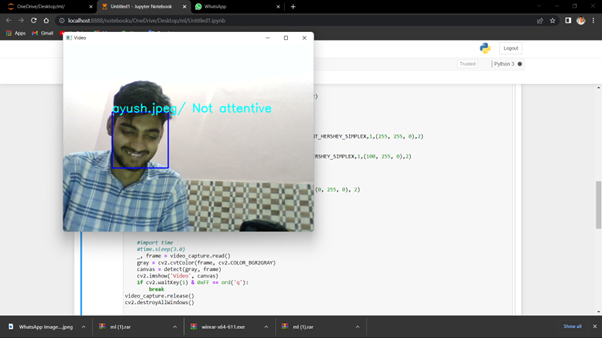 OneDrive/Desktop/ml/
Untitled1 - Jupyter Notebook
WhatsApp
localhost:8888/notebooks/OneDrive/Desktop/ml/Untitled1.ipynb
Apps
Gmail
Video
Logout
Trusted
Python 3
ayush.jpeg/ Not attentive
T_HERSHEY_SIMPLEX,1,(255, 255, 0),2)
HERSHEY_SIMPLEX,1,(100, 255, 0),2)
(0, 255, 0), 2)
#import time
#time.sleep(3.0)
_, frame = video_capture.read()
gray = cv2.cvtColor(frame, cv2.COLOR_BGR2GRAY)
canvas = detect(gray, frame)
cv2.imshow('Video', canvas)
if cv2.waitKey(1) & 0xFF == ord('q'):
break
video_capture.release()
cv2.destroyAllWindows()
WhatsApp Image....jpeg
ml (1).rar
winrar-x64-611.exe
ml (1).rar
Show all